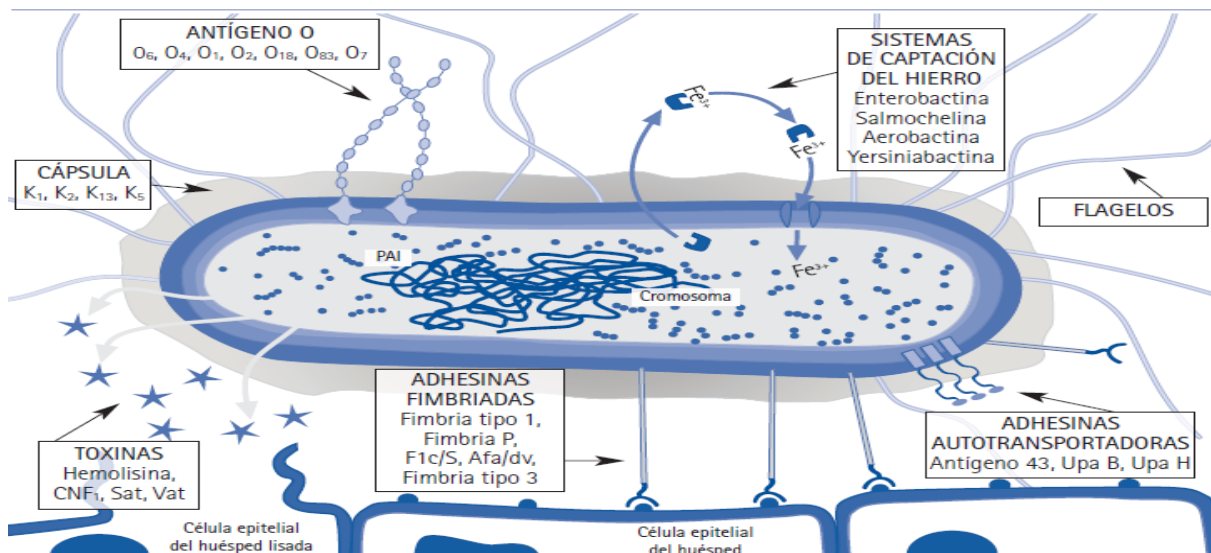 ANTÍGENO O
O₆, O₄, O₁, O₂, O₁₈, O₈₃, O₇
SISTEMAS
DE CAPTACIÓN
DEL HIERRO
Enterobactina
Salmochelina
Aerobactina
Yersiniabactina
Fe³⁺
Fe³⁺
CÁPSULA
K₁, K₂, K₁₃, K₅
FLAGELOS
PAI
Cromosoma
Fe³⁺
ADHESINAS
FIMBRIADAS
Fimbria tipo 1,
Fimbria P,
F1c/S, Afa/dv,
Fimbria tipo 3
ADHESINAS
AUTOTRANSPORTADORAS
Antígeno 43, Upa B, Upa H
TOXINAS
Hemolisina,
CNF₁, Sat, Vat
Célula epitelial
del huésped lisada
Célula epitelial
del huésped